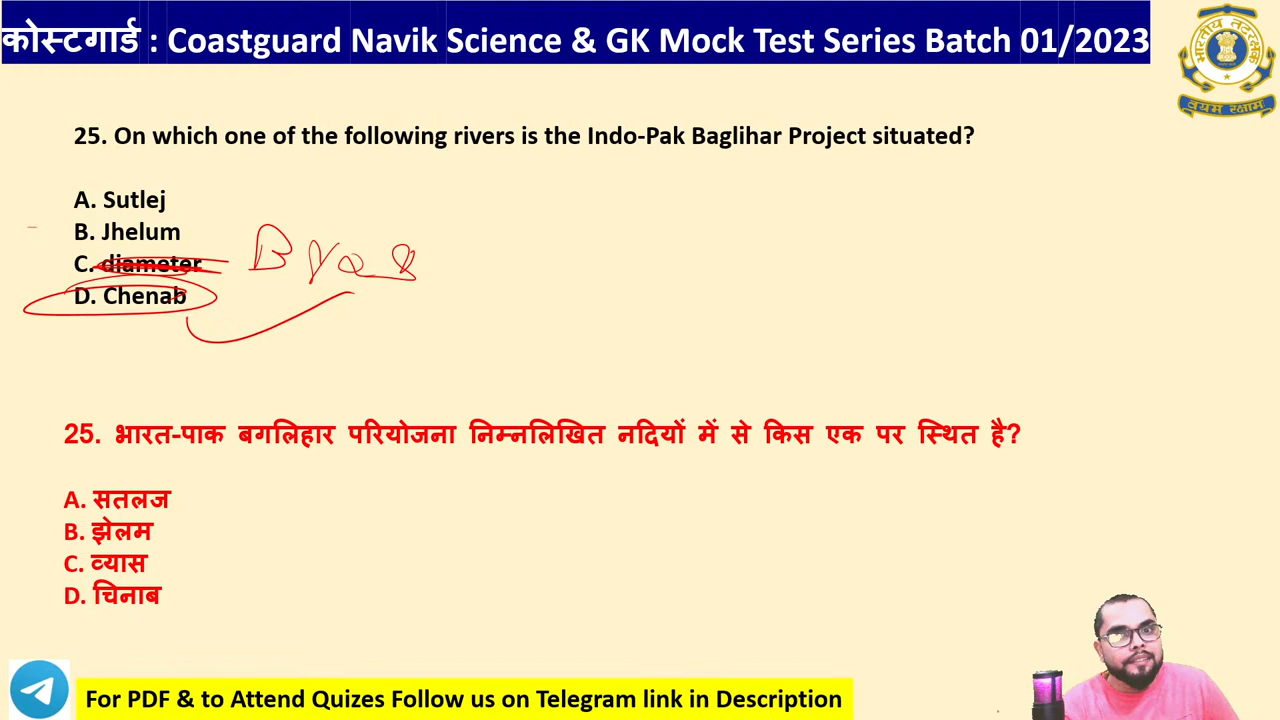 कोस्टगार्ड : Coastguard Navik Science & GK Mock Test Series Batch 01/2023
25. On which one of the following rivers is the Indo-Pak Baglihar Project situated?
A. Sutlej
B. Jhelum
C. diameter
Byas
D. Chenab
25. भारत-पाक बगलिहार परियोजना निम्नलिखित नदियों में से किस एक पर स्थित है?
A. सतलज
B. झेलम
C. व्यास
D. चिनाब
For PDF & to Attend Quizes Follow us on Telegram link in Description